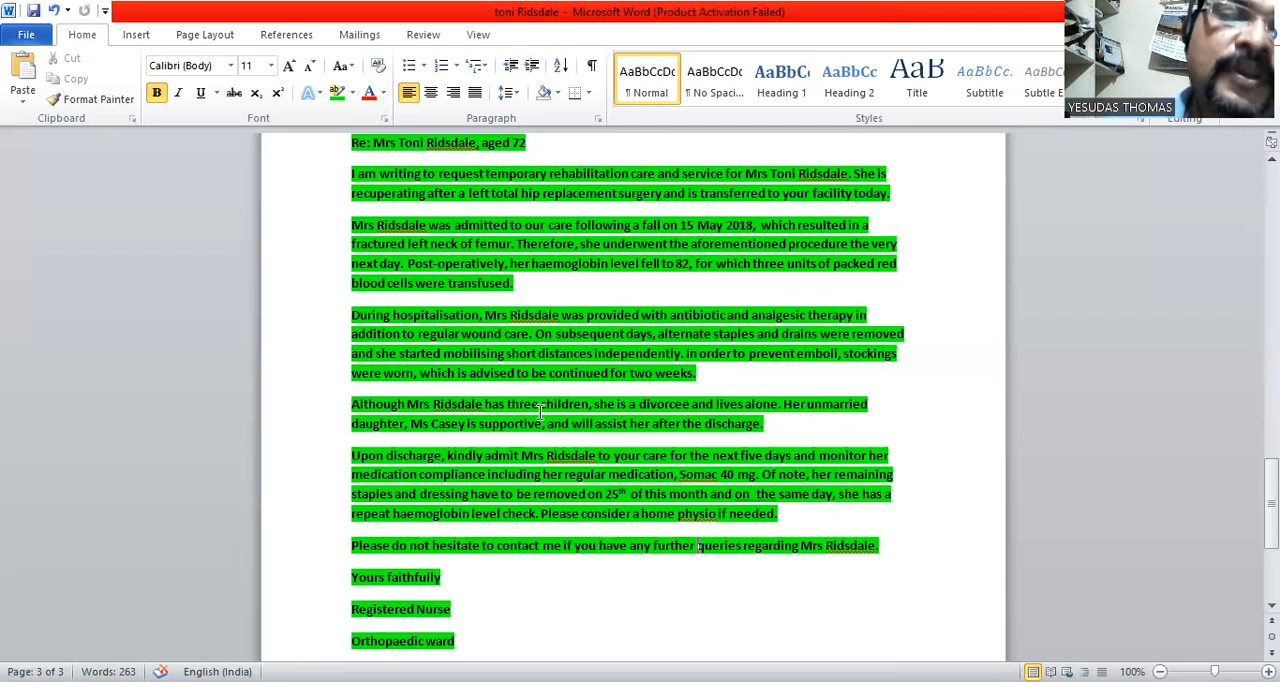 toni Ridsdale - Microsoft Word (Product Activation Failed)
File Home Insert Page Layout References Mailings Review View
Paste
Cut
Copy
Format Painter
Clipboard
Calibri (Body) 11
Font
Paragraph
AaBbCcDc AaBbCcDc AaBbCc AaBbCc AaB AaBbCc.
¶ Normal ¶ No Spaci... Heading 1 Heading 2 Title Subtitle
Styles
YESUDAS THOMAS
Re: Mrs Toni Ridsdale, aged 72
I am writing to request temporary rehabilitation care and service for Mrs Toni Ridsdale. She is
recuperating after a left total hip replacement surgery and is transferred to your facility today.
Mrs Ridsdale was admitted to our care following a fall on 15 May 2018, which resulted in a
fractured left neck of femur. Therefore, she underwent the aforementioned procedure the very
next day. Post-operatively, her haemoglobin level fell to 82, for which three units of packed red
blood cells were transfused.
During hospitalisation, Mrs Ridsdale was provided with antibiotic and analgesic therapy in
addition to regular wound care. On subsequent days, alternate staples and drains were removed
and she started mobilising short distances independently. In order to prevent emboli, stockings
were worn, which is advised to be continued for two weeks.
Although Mrs Ridsdale has three children, she is a divorcee and lives alone. Her unmarried
daughter, Ms Casey is supportive, and will assist her after the discharge.
Upon discharge, kindly admit Mrs Ridsdale to your care for the next five days and monitor her
medication compliance including her regular medication, Somac 40 mg. Of note, her remaining
staples and dressing have to be removed on 25th of this month and on the same day, she has a
repeat haemoglobin level check. Please consider a home physio if needed.
Please do not hesitate to contact me if you have any further queries regarding Mrs Ridsdale.
Yours faithfully
Registered Nurse
Orthopaedic ward
Page: 3 of 3 Words: 263 English (India) 100%